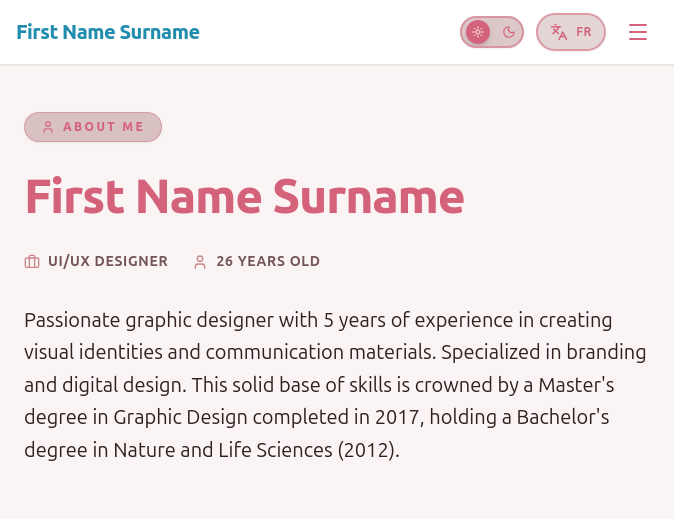 First Name Surname
FR
ABOUT ME
First Name Surname
UI/UX DESIGNER
26 YEARS OLD
Passionate graphic designer with 5 years of experience in creating
visual identities and communication materials. Specialized in branding
and digital design. This solid base of skills is crowned by a Master's
degree in Graphic Design completed in 2017, holding a Bachelor's
degree in Nature and Life Sciences (2012).